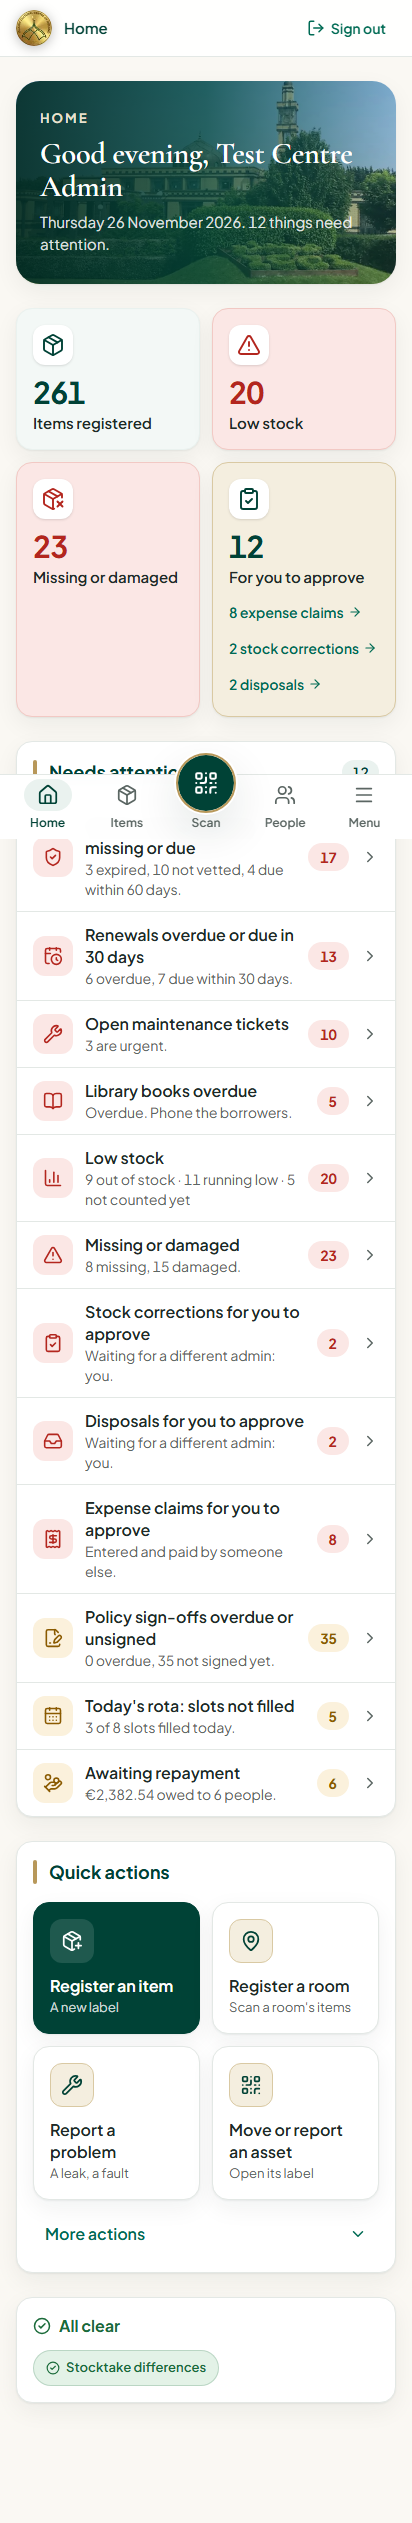 Home
Sign out
HOME
Good evening, Test Centre
Admin
Thursday 26 November 2026. 12 things need
attention.
261
Items registered
20
Low stock
23
Missing or damaged
12
For you to approve
8 expense claims
2 stock corrections
2 disposals
Needs attention
12
Home
Items
Scan
People
Menu
missing or due
3 expired, 10 not vetted, 4 due
within 60 days.
17
Renewals overdue or due in
30 days
6 overdue, 7 due within 30 days.
13
Open maintenance tickets
3 are urgent.
10
Library books overdue
Overdue. Phone the borrowers.
5
Low stock
9 out of stock · 11 running low · 5
not counted yet
20
Missing or damaged
8 missing, 15 damaged.
23
Stock corrections for you to
approve
Waiting for a different admin:
you.
2
Disposals for you to approve
Waiting for a different admin:
you.
2
Expense claims for you to
approve
Entered and paid by someone
else.
8
Policy sign-offs overdue or
unsigned
0 overdue, 35 not signed yet.
35
Today's rota: slots not filled
3 of 8 slots filled today.
5
Awaiting repayment
€2,382.54 owed to 6 people.
6
Quick actions
Register an item
A new label
Register a room
Scan a room's items
Report a
problem
A leak, a fault
Move or report
an asset
Open its label
More actions
All clear
Stocktake differences